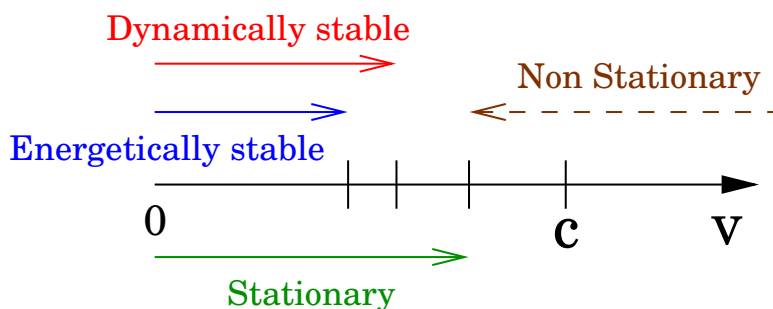 Dynamically stable
Non Stationary
Energetically stable
0
c
v
Stationary